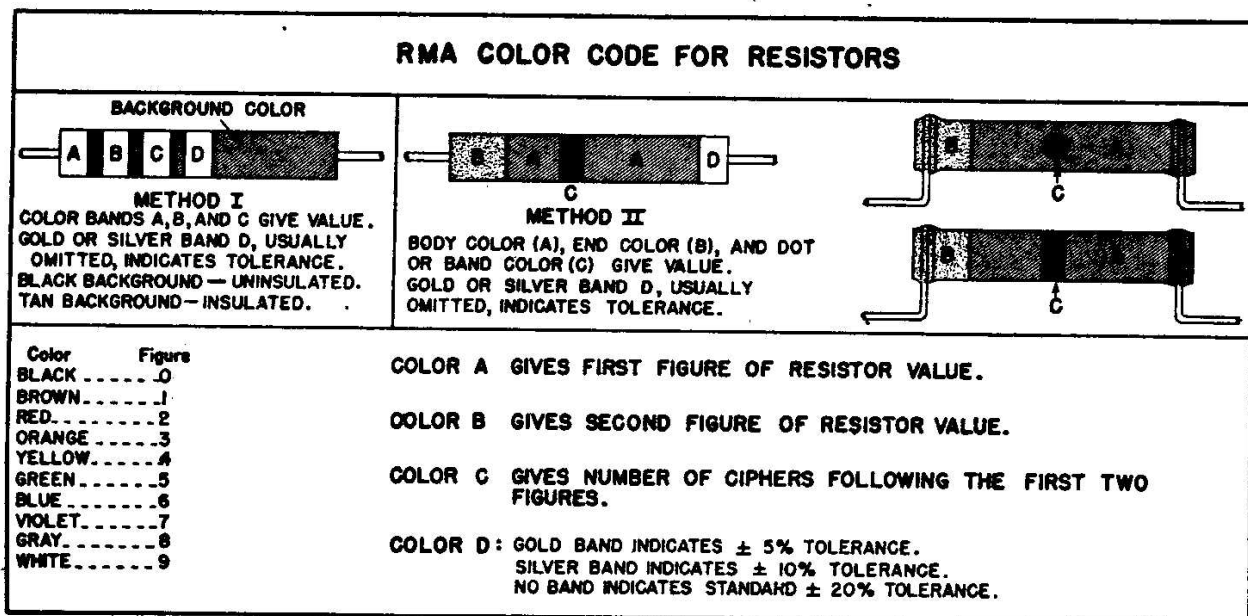 RMA COLOR CODE FOR RESISTORS
BACKGROUND COLOR
A B C D
METHOD I
COLOR BANDS A, B, AND C GIVE VALUE.
GOLD OR SILVER BAND D, USUALLY
OMITTED, INDICATES TOLERANCE.
BLACK BACKGROUND — UNINSULATED.
TAN BACKGROUND — INSULATED.
B A A D
C
METHOD II
BODY COLOR (A), END COLOR (B), AND DOT
OR BAND COLOR (C) GIVE VALUE.
GOLD OR SILVER BAND D, USUALLY
OMITTED, INDICATES TOLERANCE.
B A
C
B A
C
Color Figure
BLACK ------ 0
BROWN ------ 1
RED -------- 2
ORANGE ----- 3
YELLOW ----- 4
GREEN ------ 5
BLUE ------- 6
VIOLET ----- 7
GRAY ------- 8
WHITE ------ 9
COLOR A GIVES FIRST FIGURE OF RESISTOR VALUE.
COLOR B GIVES SECOND FIGURE OF RESISTOR VALUE.
COLOR C GIVES NUMBER OF CIPHERS FOLLOWING THE FIRST TWO
FIGURES.
COLOR D: GOLD BAND INDICATES ± 5% TOLERANCE.
SILVER BAND INDICATES ± 10% TOLERANCE.
NO BAND INDICATES STANDARD ± 20% TOLERANCE.